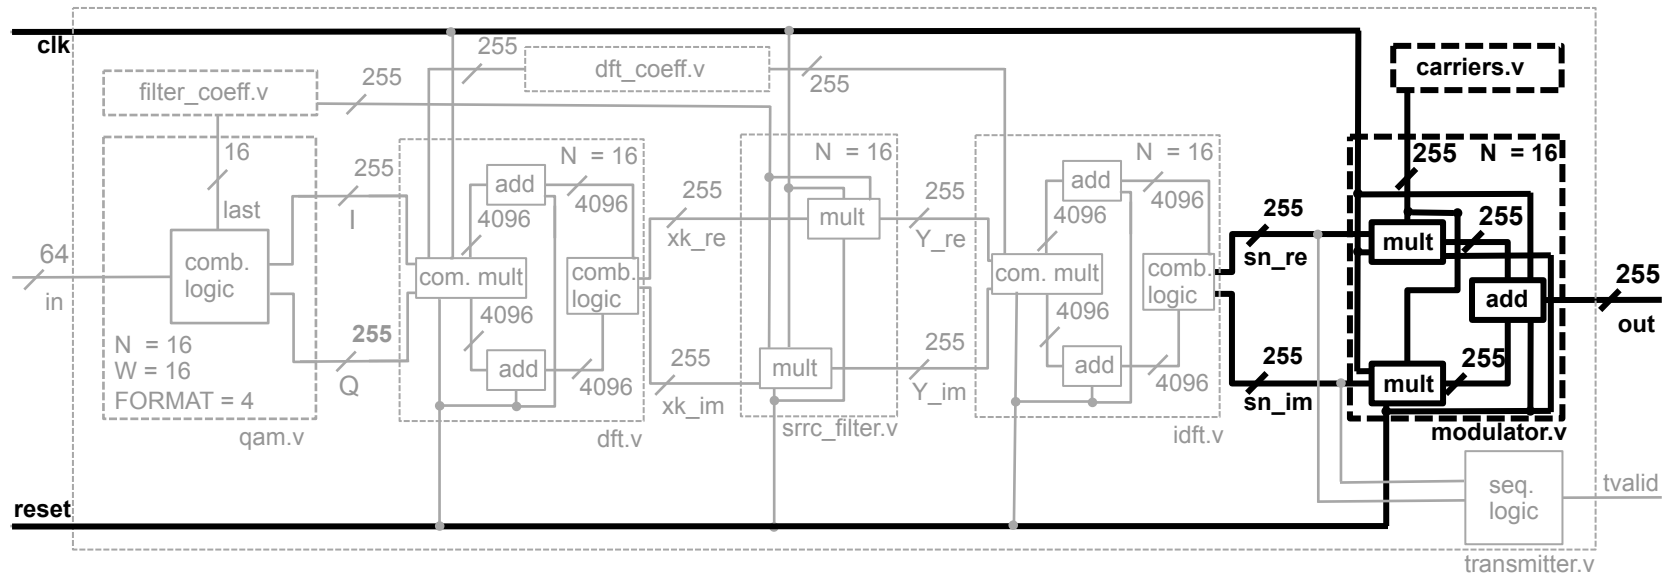 clk
255
255
dft_coeff.v
255
carriers.v
filter_coeff.v
255
16
last
255
I
N = 16
add
4096
4096
255
xk_re
N = 16
mult
255
Y_re
N = 16
add
4096
4096
255
sn_re
255
N = 16
mult
255
64
in
comb.
logic
com. mult
comb.
logic
com. mult
comb.
logic
add
255
out
N = 16
W = 16
FORMAT = 4
255
Q
4096
add
4096
255
xk_im
mult
255
Y_im
4096
add
4096
255
sn_im
mult
255
qam.v
dft.v
srrc_filter.v
idft.v
modulator.v
reset
seq.
logic
tvalid
transmitter.v